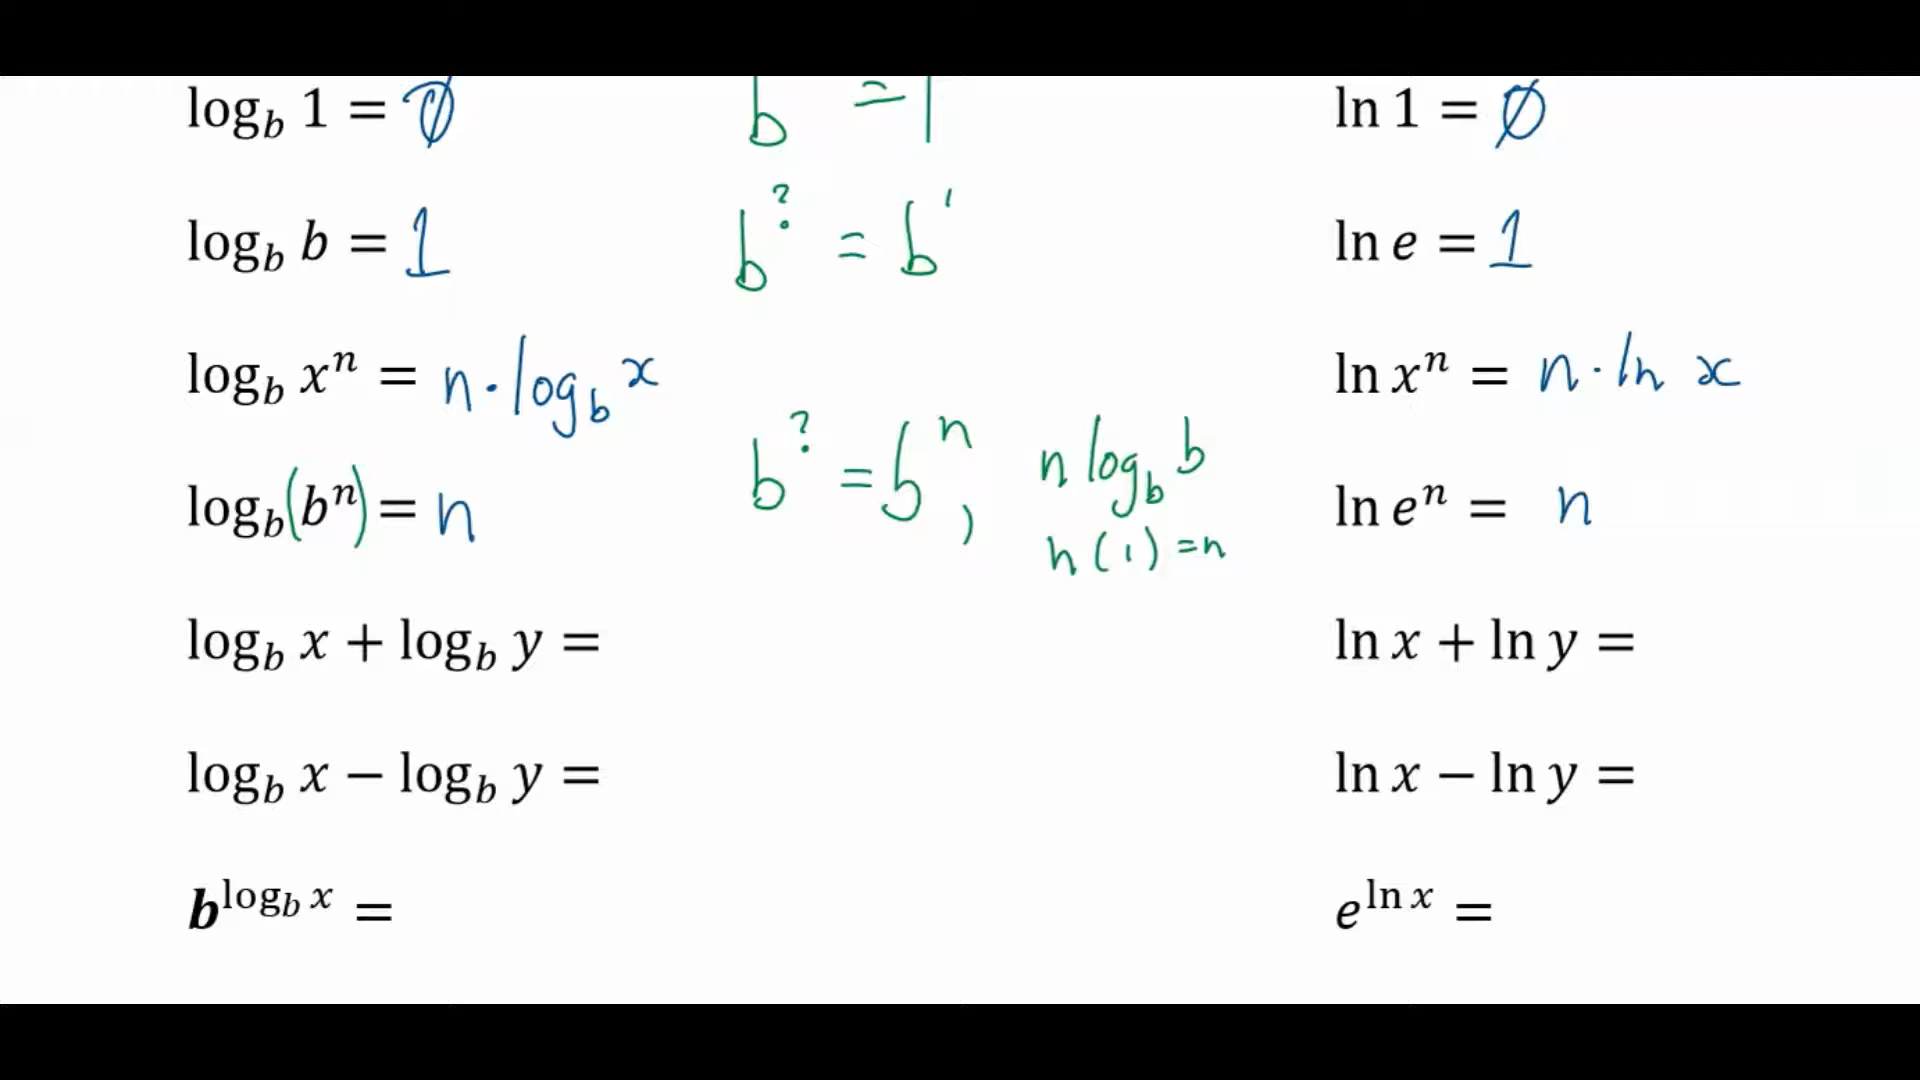 log_b 1 = 0 b = 1 ln 1 = 0
log_b b = 1 b^? = b^1 ln e = 1
log_b x^n = n · log_b x ln x^n = n · ln x
log_b (b^n) = n b^? = b^n , n log_b b ln e^n = n
n (1) = n
log_b x + log_b y = ln x + ln y =
log_b x − log_b y = ln x − ln y =
b^{log_b x} = e^{ln x} =